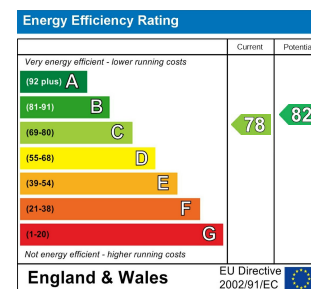 Energy Efficiency Rating
Current Potentia
Very energy efficient - lower running costs
(92 plus) A
(81-91) B
(69-80) C
(55-68) D
(39-54) E
(21-38) F
(1-20) G
78
82
Not energy efficient - higher running costs
England & Wales
EU Directive
2002/91/EC